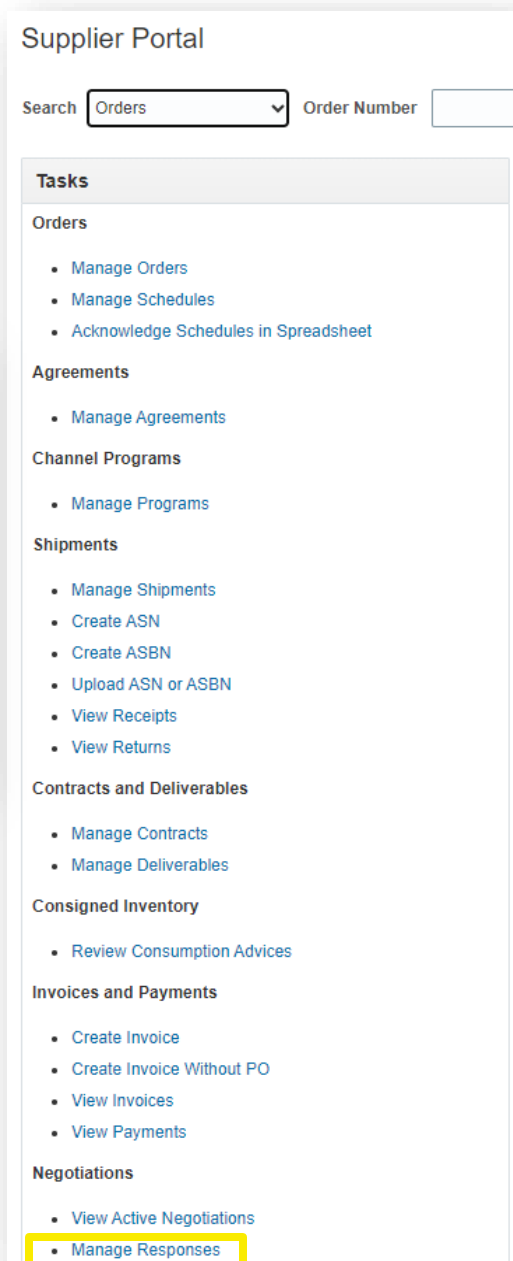 Supplier Portal
Search Orders Order Number
Tasks
Orders
Manage Orders
Manage Schedules
Acknowledge Schedules in Spreadsheet
Agreements
Manage Agreements
Channel Programs
Manage Programs
Shipments
Manage Shipments
Create ASN
Create ASBN
Upload ASN or ASBN
View Receipts
View Returns
Contracts and Deliverables
Manage Contracts
Manage Deliverables
Consigned Inventory
Review Consumption Advices
Invoices and Payments
Create Invoice
Create Invoice Without PO
View Invoices
View Payments
Negotiations
View Active Negotiations
Manage Responses